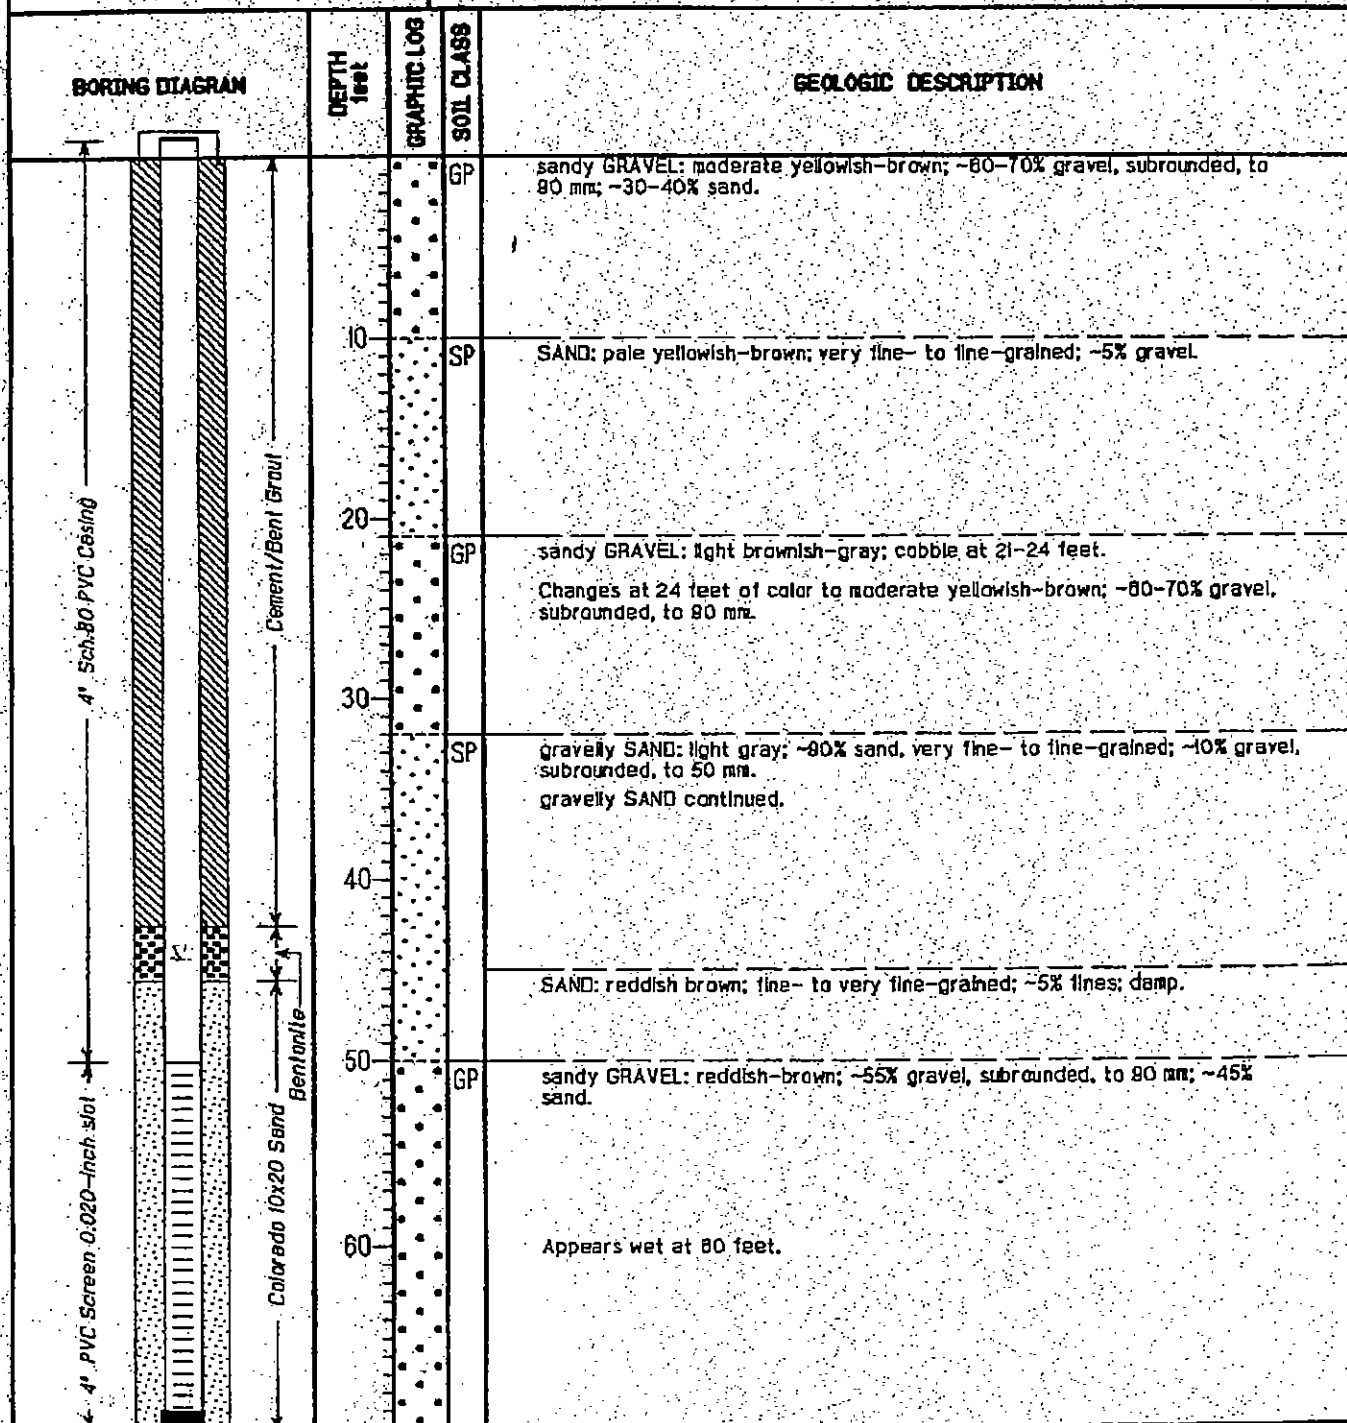 BORING DIAGRAM
DEPTH
feet
GRAPHIC LOG
SOIL CLASS
GEOLOGIC DESCRIPTION
GP
sandy GRAVEL: moderate yellowish-brown; ~60-70% gravel, subrounded, to
80 mm; ~30-40% sand.
10
SP
SAND: pale yellowish-brown; very fine- to fine-grained; ~5% gravel.
20
GP
sandy GRAVEL: light brownish-gray; cobble at 21-24 feet.
Changes at 24 feet of color to moderate yellowish-brown; ~60-70% gravel,
subrounded, to 80 mm.
30
SP
gravelly SAND: light gray; ~90% sand, very fine- to fine-grained; ~10% gravel,
subrounded, to 50 mm.
gravelly SAND continued.
40
SAND: reddish brown; fine- to very fine-grained; ~5% fines; damp.
50
GP
sandy GRAVEL: reddish-brown; ~55% gravel, subrounded, to 80 mm; ~45%
sand.
60
Appears wet at 60 feet.
4" Sch.80 PVC Casing
Cement/Bent Grout
Bentonite
4" PVC Screen 0.020-inch slot
Colorado 10x20 Sand